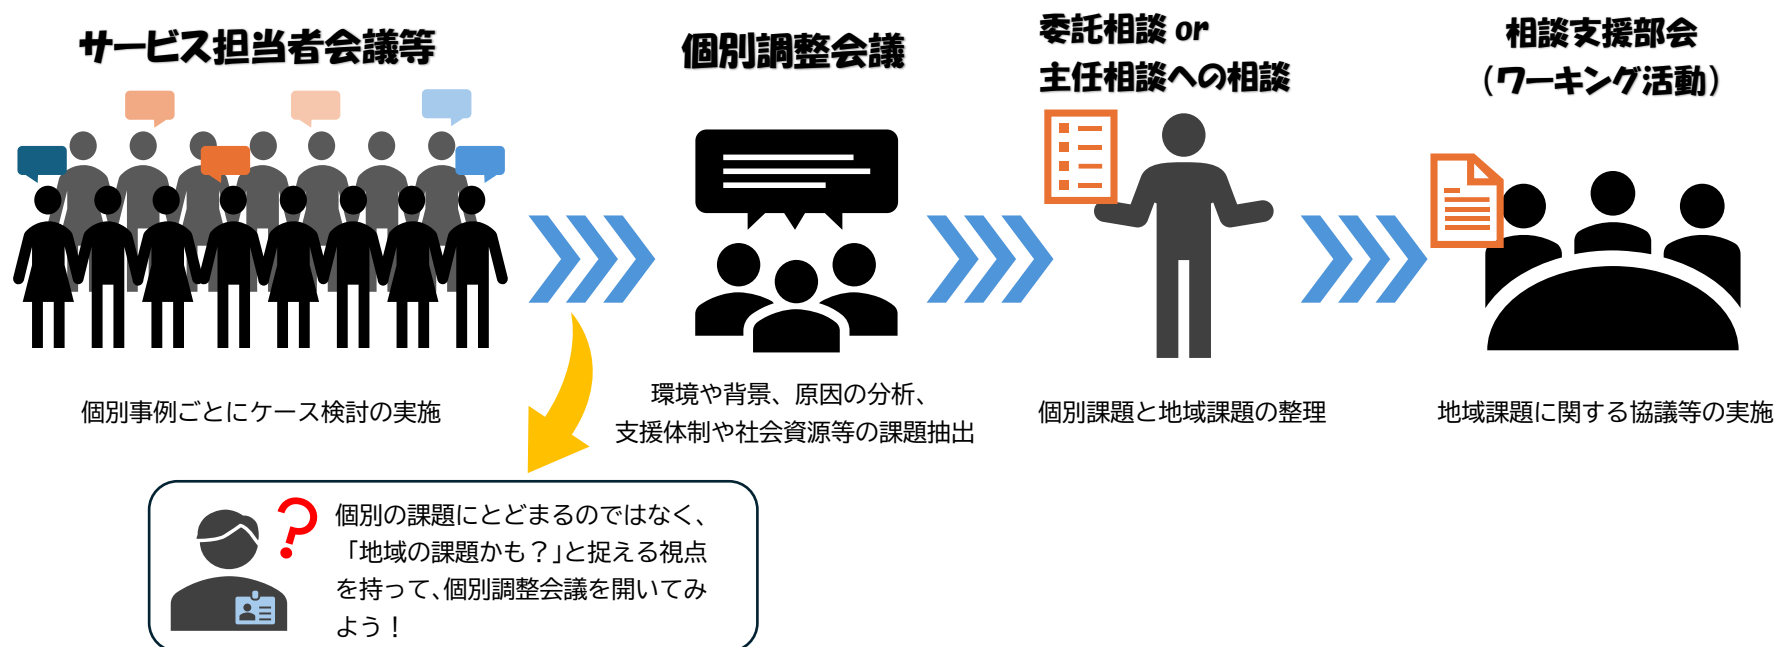 サービス担当者会議等
個別調整会議
委託相談 or
主任相談への相談
相談支援部会
（ワーキング活動）
個別事例ごとにケース検討の実施
環境や背景、原因の分析、
支援体制や社会資源等の課題抽出
個別課題と地域課題の整理
地域課題に関する協議等の実施
?
個別の課題にとどまるのではなく、
「地域の課題かも？」と捉える視点
を持って、個別調整会議を開いてみ
よう！